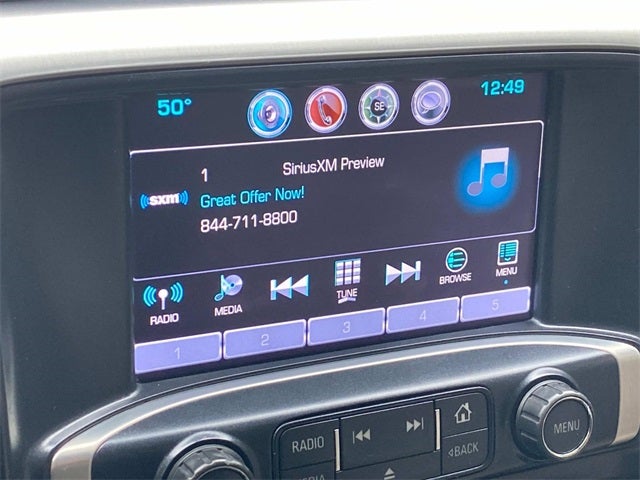 50°
SE
12:49
1 SiriusXM Preview
((sxm))
Great Offer Now!
844-711-8800
RADIO
MEDIA
TUNE
BROWSE
MENU
1
2
3
4
5
RADIO
MENU
BACK
MEDIA